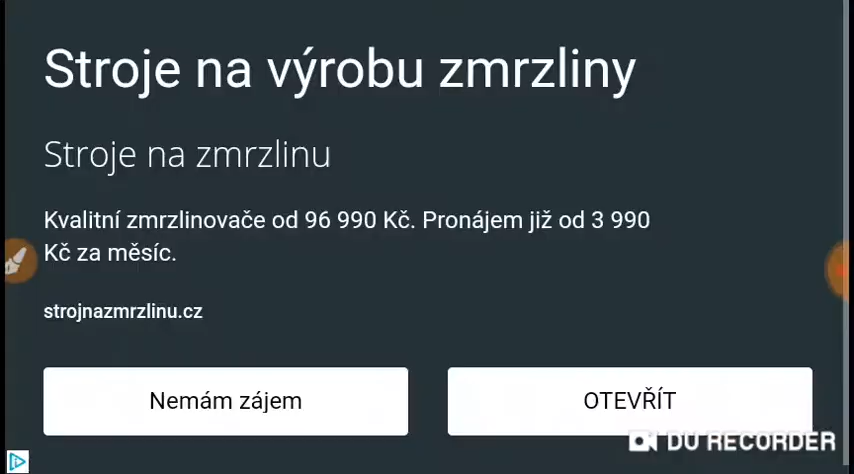 Stroje na výrobu zmrzliny
Stroje na zmrzlinu
Kvalitní zmrzlinovače od 96 990 Kč. Pronájem již od 3 990
Kč za měsíc.
strojnazmrzlinu.cz
Nemám zájem
OTEVŘÍT
DU RECORDER